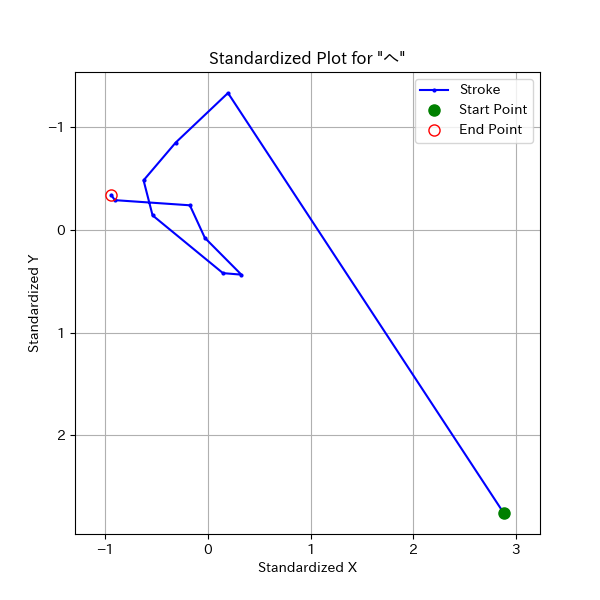 Standardized Plot for "へ"
Stroke
Start Point
End Point
−1
0
1
2
Standardized Y
−1 0 1 2 3
Standardized X